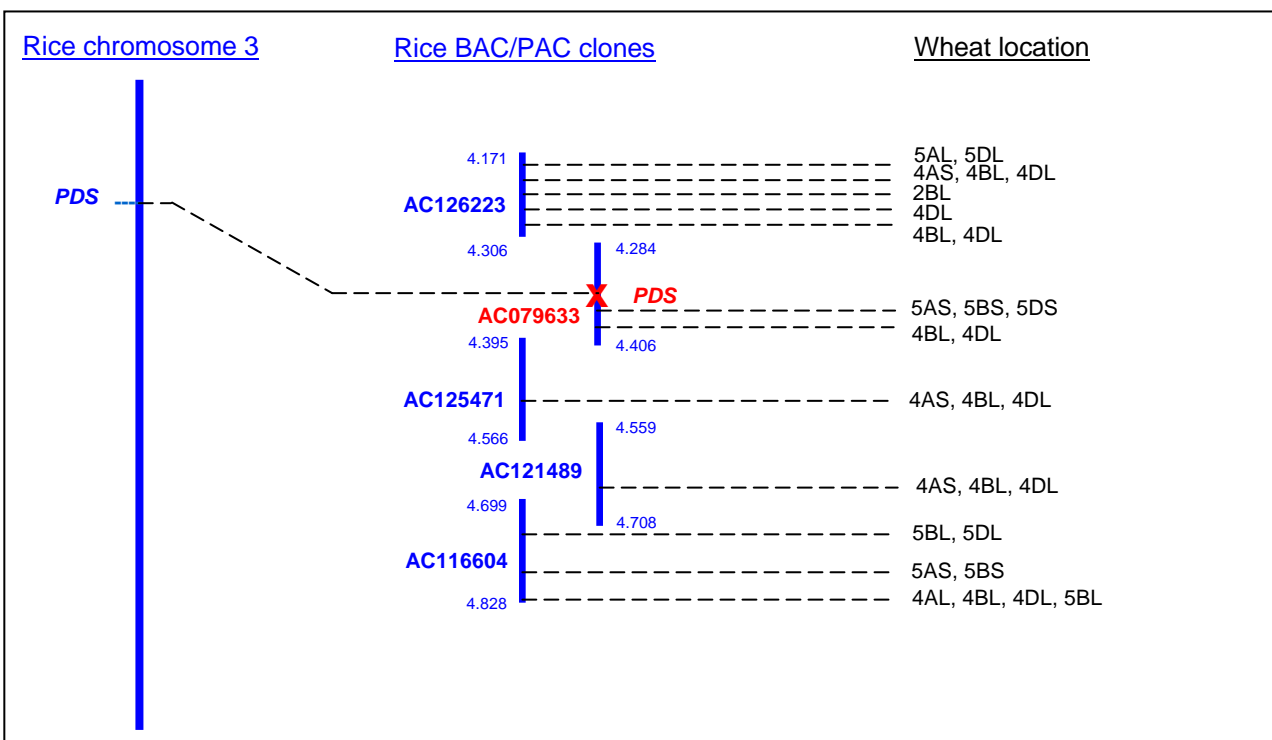 Rice chromosome 3
Rice BAC/PAC clones
Wheat location
4.171
5AL, 5DL
4AS, 4BL, 4DL
2BL
PDS
AC126223
4DL
4BL, 4DL
4.306
4.284
PDS
AC079633
5AS, 5BS, 5DS
4BL, 4DL
4.395
4.406
AC125471
4AS, 4BL, 4DL
4.566
4.559
AC121489
4AS, 4BL, 4DL
4.699
4.708
5BL, 5DL
AC116604
5AS, 5BS
4.828
4AL, 4BL, 4DL, 5BL